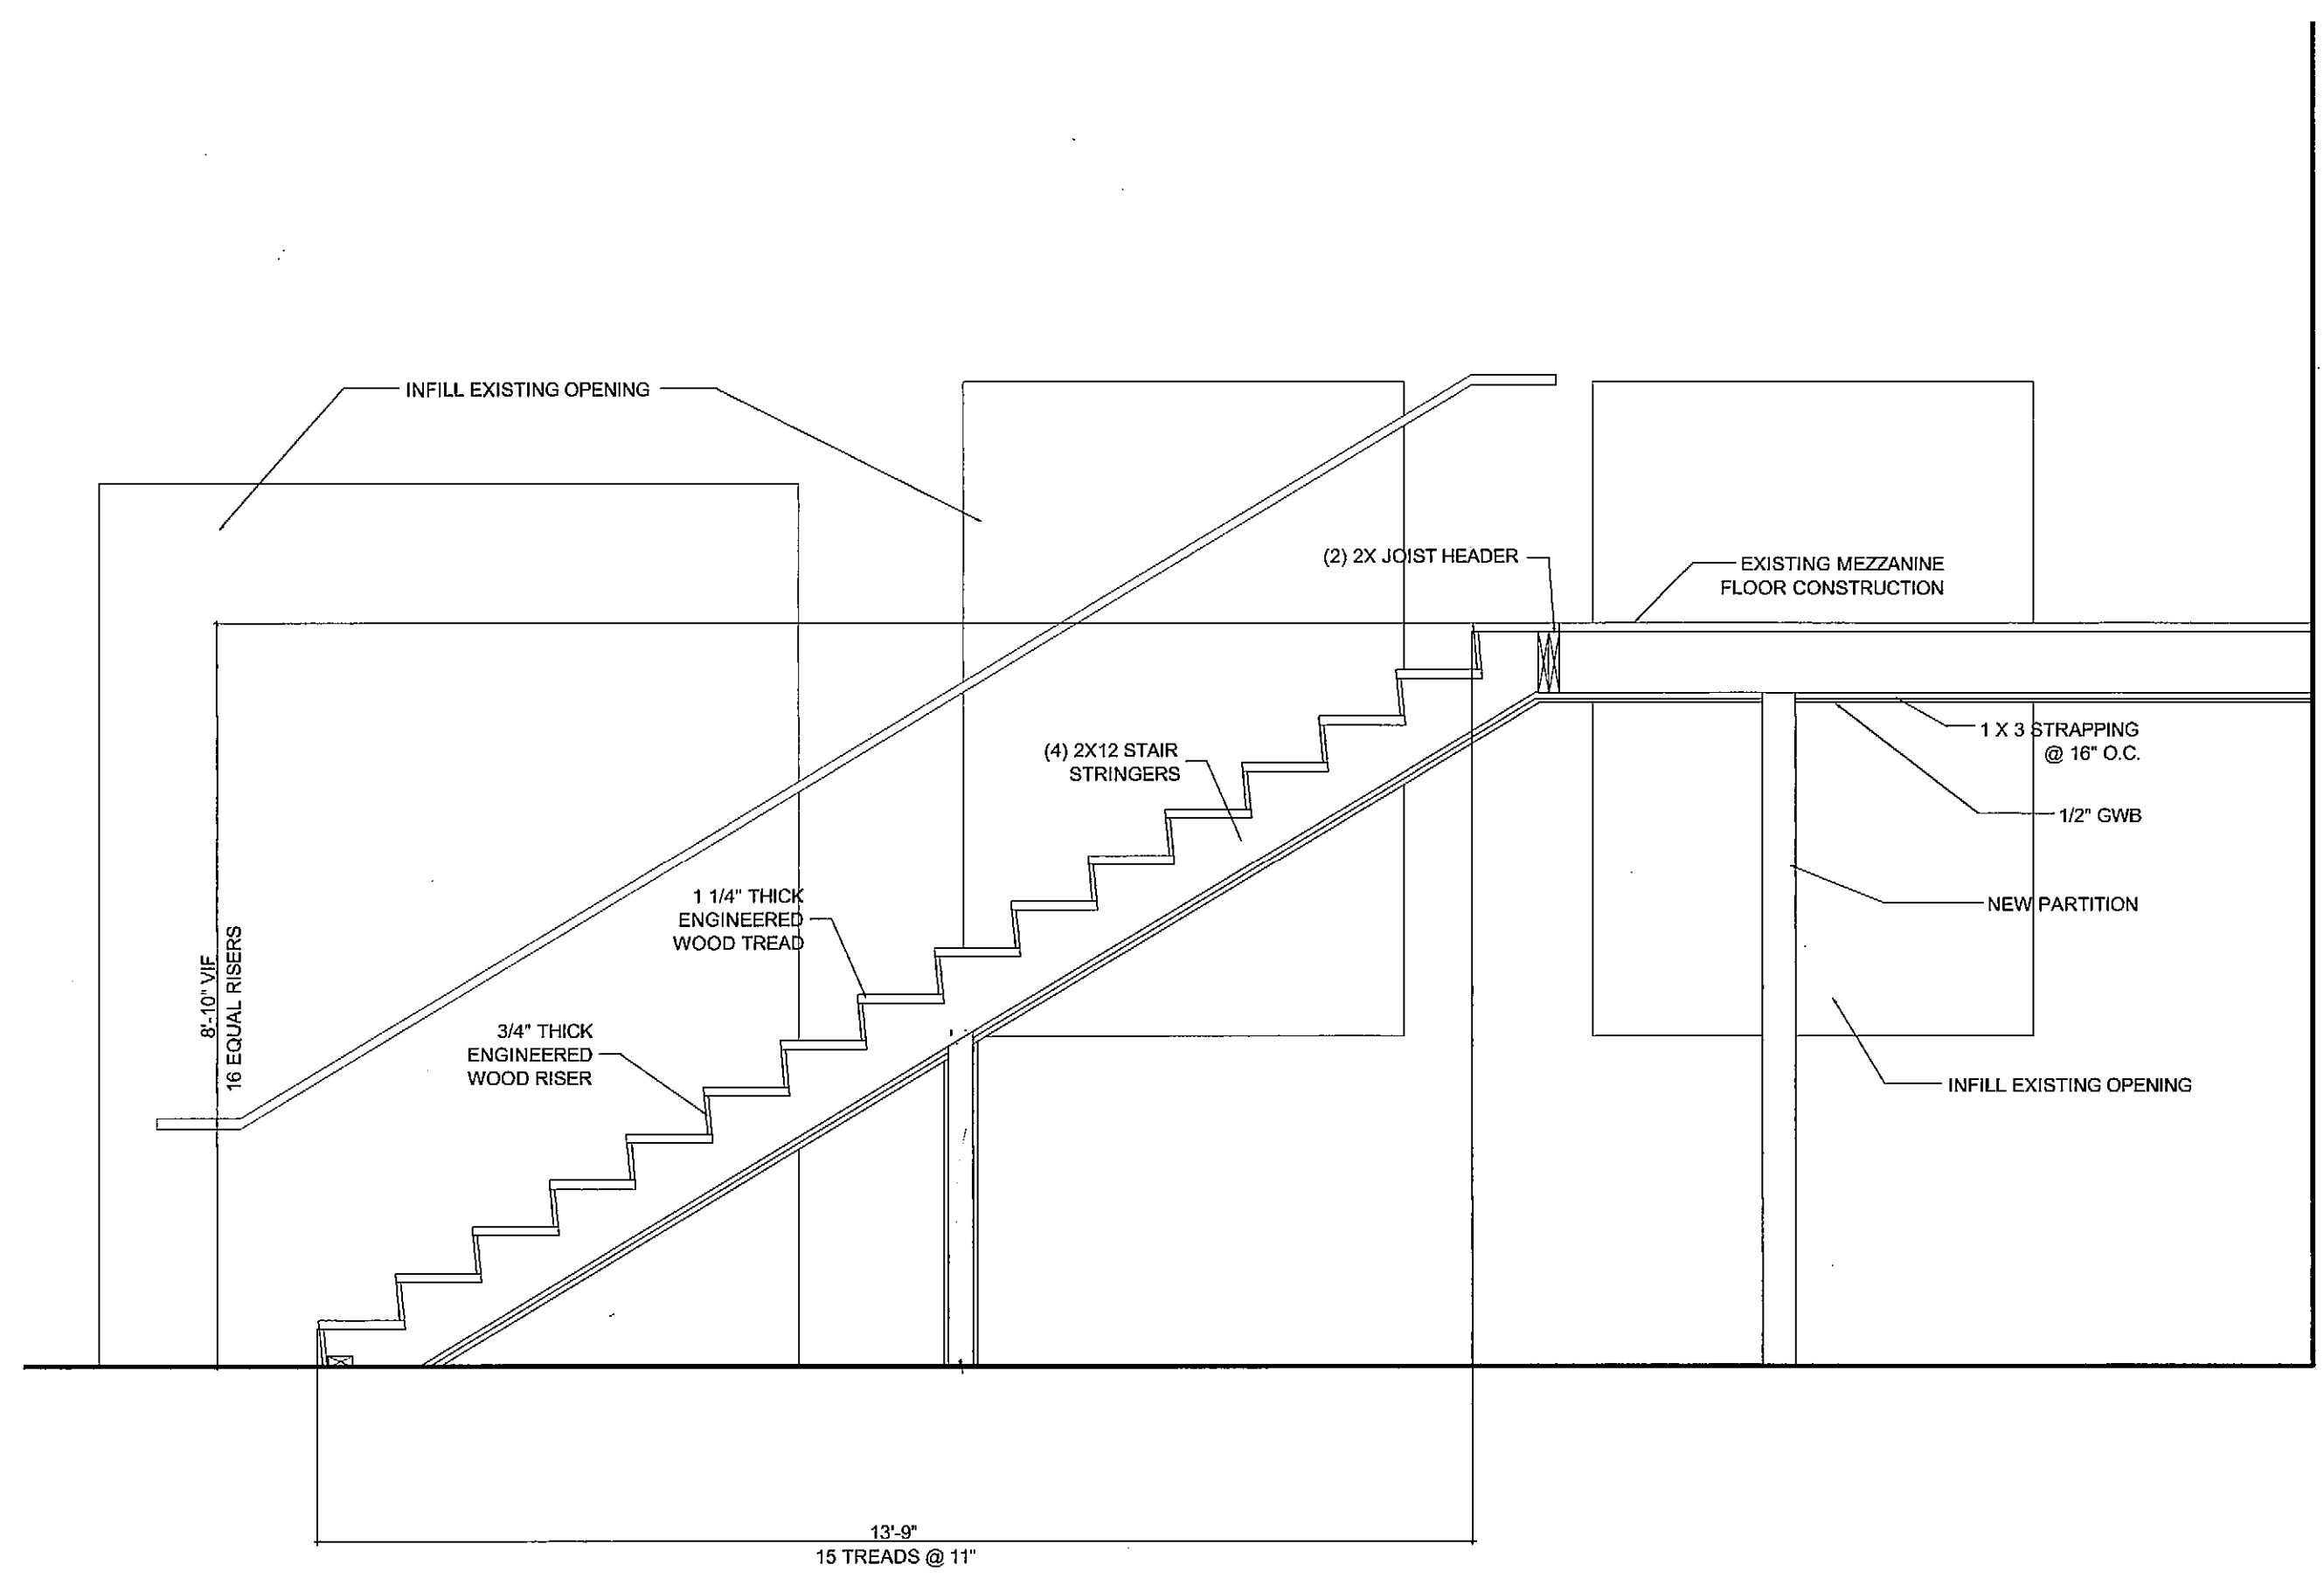 INFILL EXISTING OPENING
(2) 2X JOIST HEADER
EXISTING MEZZANINE
FLOOR CONSTRUCTION
1 X 3 STRAPPING
@ 16" O.C.
(4) 2X12 STAIR
STRINGERS
1/2" GWB
1 1/4" THICK
ENGINEERED
WOOD TREAD
NEW PARTITION
8'-10" VIF
16 EQUAL RISERS
3/4" THICK
ENGINEERED
WOOD RISER
INFILL EXISTING OPENING
13'-9"
15 TREADS @ 11"